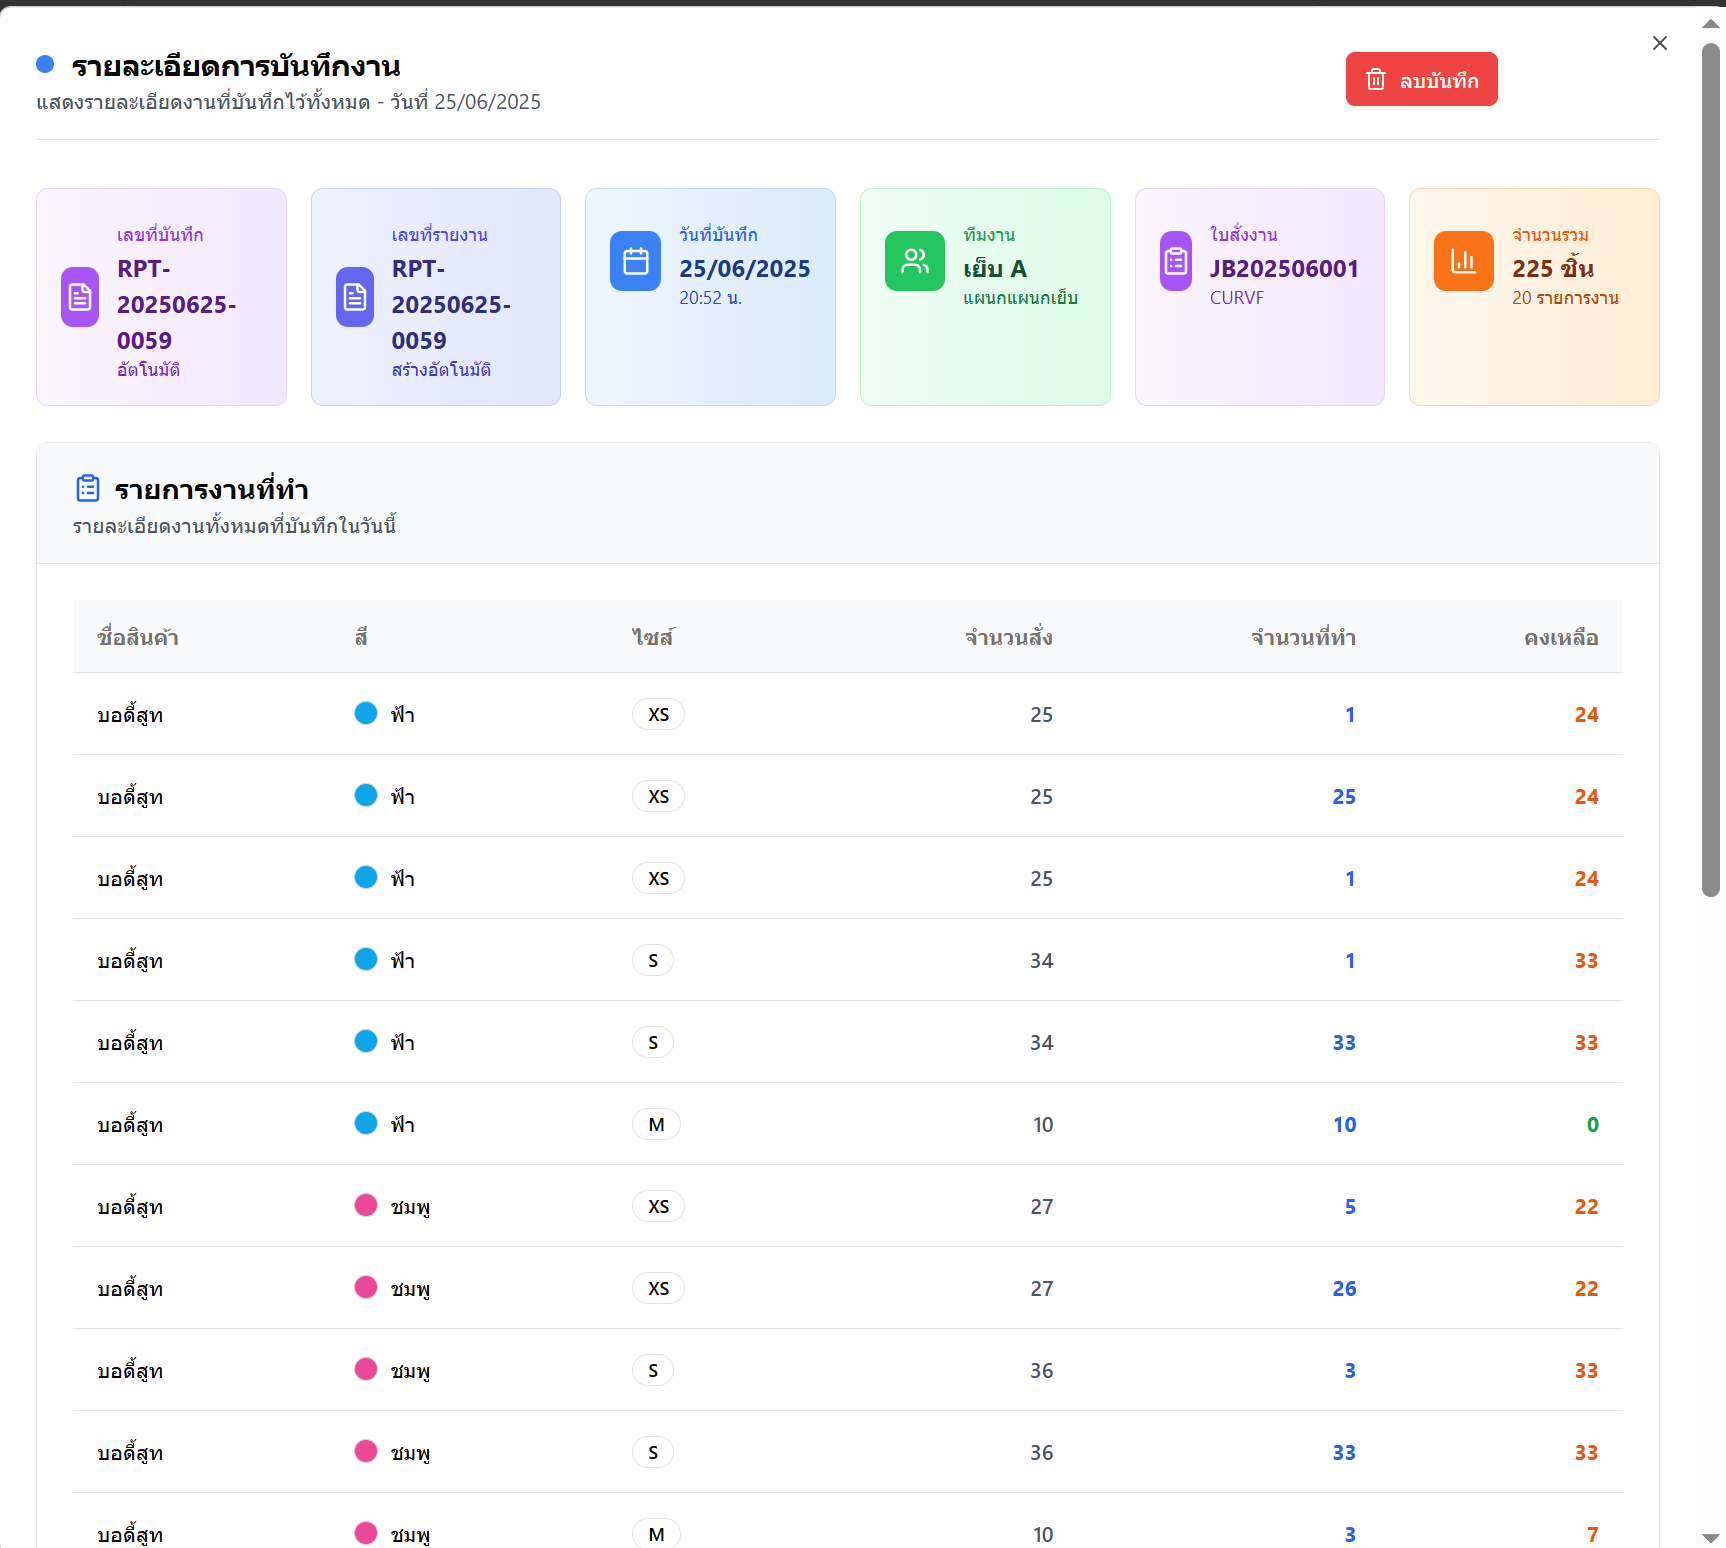 รายละเอียดการบันทึกงาน
แสดงรายละเอียดงานที่บันทึกไว้ทั้งหมด - วันที่ 25/06/2025
ลบบันทึก
เลขที่บันทึก
RPT-
20250625-
0059
อัตโนมัติ
เลขที่รายงาน
RPT-
20250625-
0059
สร้างอัตโนมัติ
วันที่บันทึก
25/06/2025
20:52 น.
ทีมงาน
เย็บ A
แผนกแผนกเย็บ
ใบสั่งงาน
JB202506001
CURVF
จำนวนรวม
225 ชิ้น
20 รายการงาน
รายการงานที่ทำ
รายละเอียดงานทั้งหมดที่บันทึกในวันนี้
ชื่อสินค้า สี ไซส์ จำนวนสั่ง จำนวนที่ทำ คงเหลือ
บอดี้สูท ฟ้า XS 25 1 24
บอดี้สูท ฟ้า XS 25 25 24
บอดี้สูท ฟ้า XS 25 1 24
บอดี้สูท ฟ้า S 34 1 33
บอดี้สูท ฟ้า S 34 33 33
บอดี้สูท ฟ้า M 10 10 0
บอดี้สูท ชมพู XS 27 5 22
บอดี้สูท ชมพู XS 27 26 22
บอดี้สูท ชมพู S 36 3 33
บอดี้สูท ชมพู S 36 33 33
บอดี้สูท ชมพู M 10 3 7